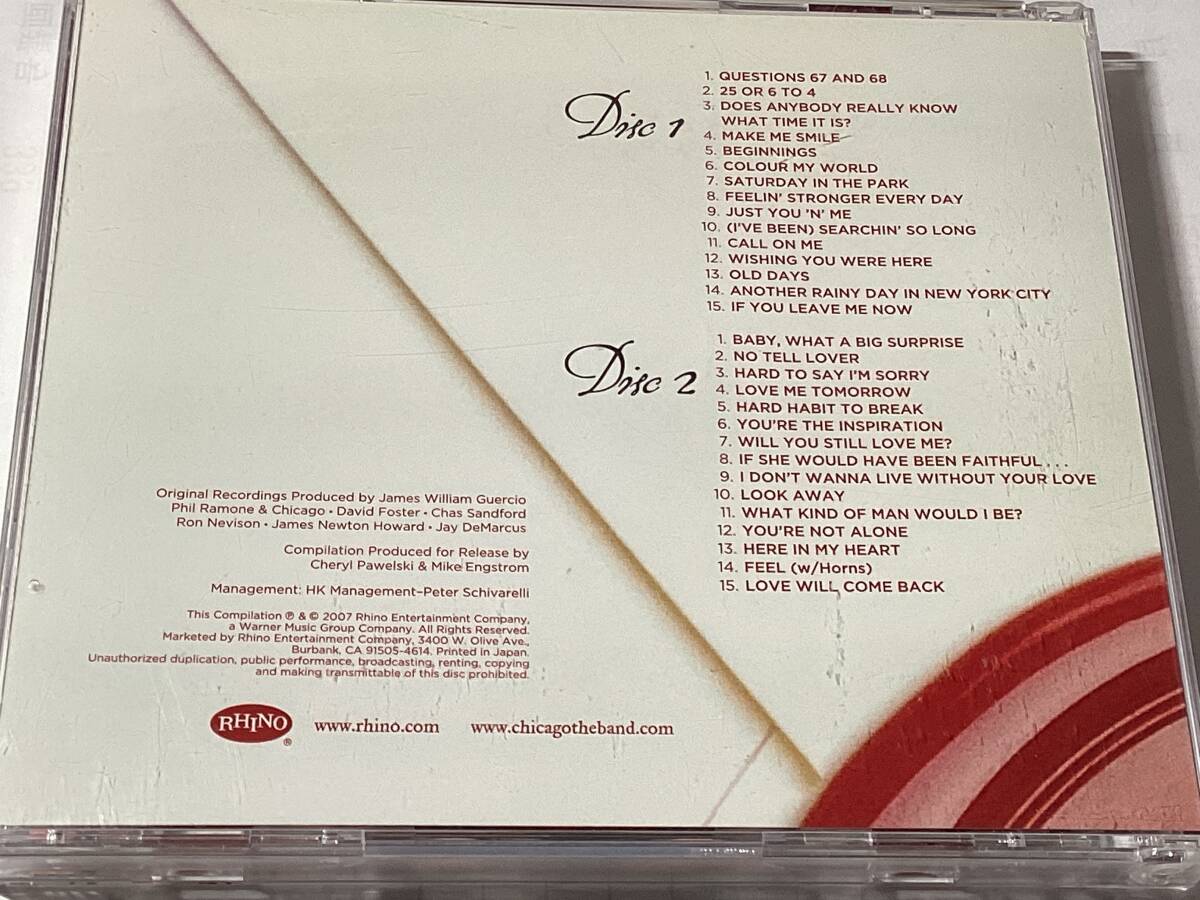 Disc 1
1. QUESTIONS 67 AND 68
2. 25 OR 6 TO 4
3. DOES ANYBODY REALLY KNOW
WHAT TIME IT IS?
4. MAKE ME SMILE
5. BEGINNINGS
6. COLOUR MY WORLD
7. SATURDAY IN THE PARK
8. FEELIN' STRONGER EVERY DAY
9. JUST YOU 'N' ME
10. (I'VE BEEN) SEARCHIN' SO LONG
11. CALL ON ME
12. WISHING YOU WERE HERE
13. OLD DAYS
14. ANOTHER RAINY DAY IN NEW YORK CITY
15. IF YOU LEAVE ME NOW
Disc 2
1. BABY, WHAT A BIG SURPRISE
2. NO TELL LOVER
3. HARD TO SAY I'M SORRY
4. LOVE ME TOMORROW
5. HARD HABIT TO BREAK
6. YOU'RE THE INSPIRATION
7. WILL YOU STILL LOVE ME?
8. IF SHE WOULD HAVE BEEN FAITHFUL...
9. I DON'T WANNA LIVE WITHOUT YOUR LOVE
10. LOOK AWAY
11. WHAT KIND OF MAN WOULD I BE?
12. YOU'RE NOT ALONE
13. HERE IN MY HEART
14. FEEL (w/Horns)
15. LOVE WILL COME BACK
Original Recordings Produced by James William Guercio
Phil Ramone & Chicago • David Foster • Chas Sandford
Ron Nevison • James Newton Howard • Jay DeMarcus
Compilation Produced for Release by
Cheryl Pawelski & Mike Engstrom
Management: HK Management–Peter Schivarelli
This Compilation ℗ & © 2007 Rhino Entertainment Company,
a Warner Music Group Company. All Rights Reserved.
Marketed by Rhino Entertainment Company, 3400 W. Olive Ave.,
Burbank, CA 91505-4614. Printed in Japan.
Unauthorized duplication, public performance, broadcasting, renting, copying
and making transmittable of this disc prohibited.
RHINO ® www.rhino.com www.chicagotheband.com